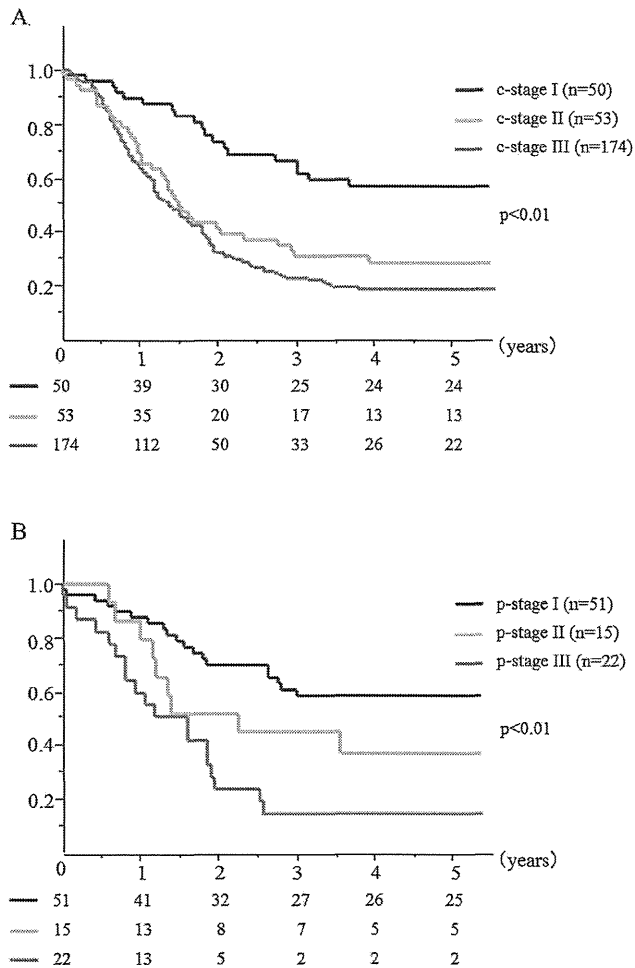 A.
1.0
0.8
0.6
0.4
0.2
c-stage I (n=50)
c-stage II (n=53)
c-stage III (n=174)
p<0.01
0 1 2 3 4 5 (years)
50 39 30 25 24 24
53 35 20 17 13 13
174 112 50 33 26 22
B
1.0
0.8
0.6
0.4
0.2
p-stage I (n=51)
p-stage II (n=15)
p-stage III (n=22)
p<0.01
0 1 2 3 4 5 (years)
51 41 32 27 26 25
15 13 8 7 5 5
22 13 5 2 2 2